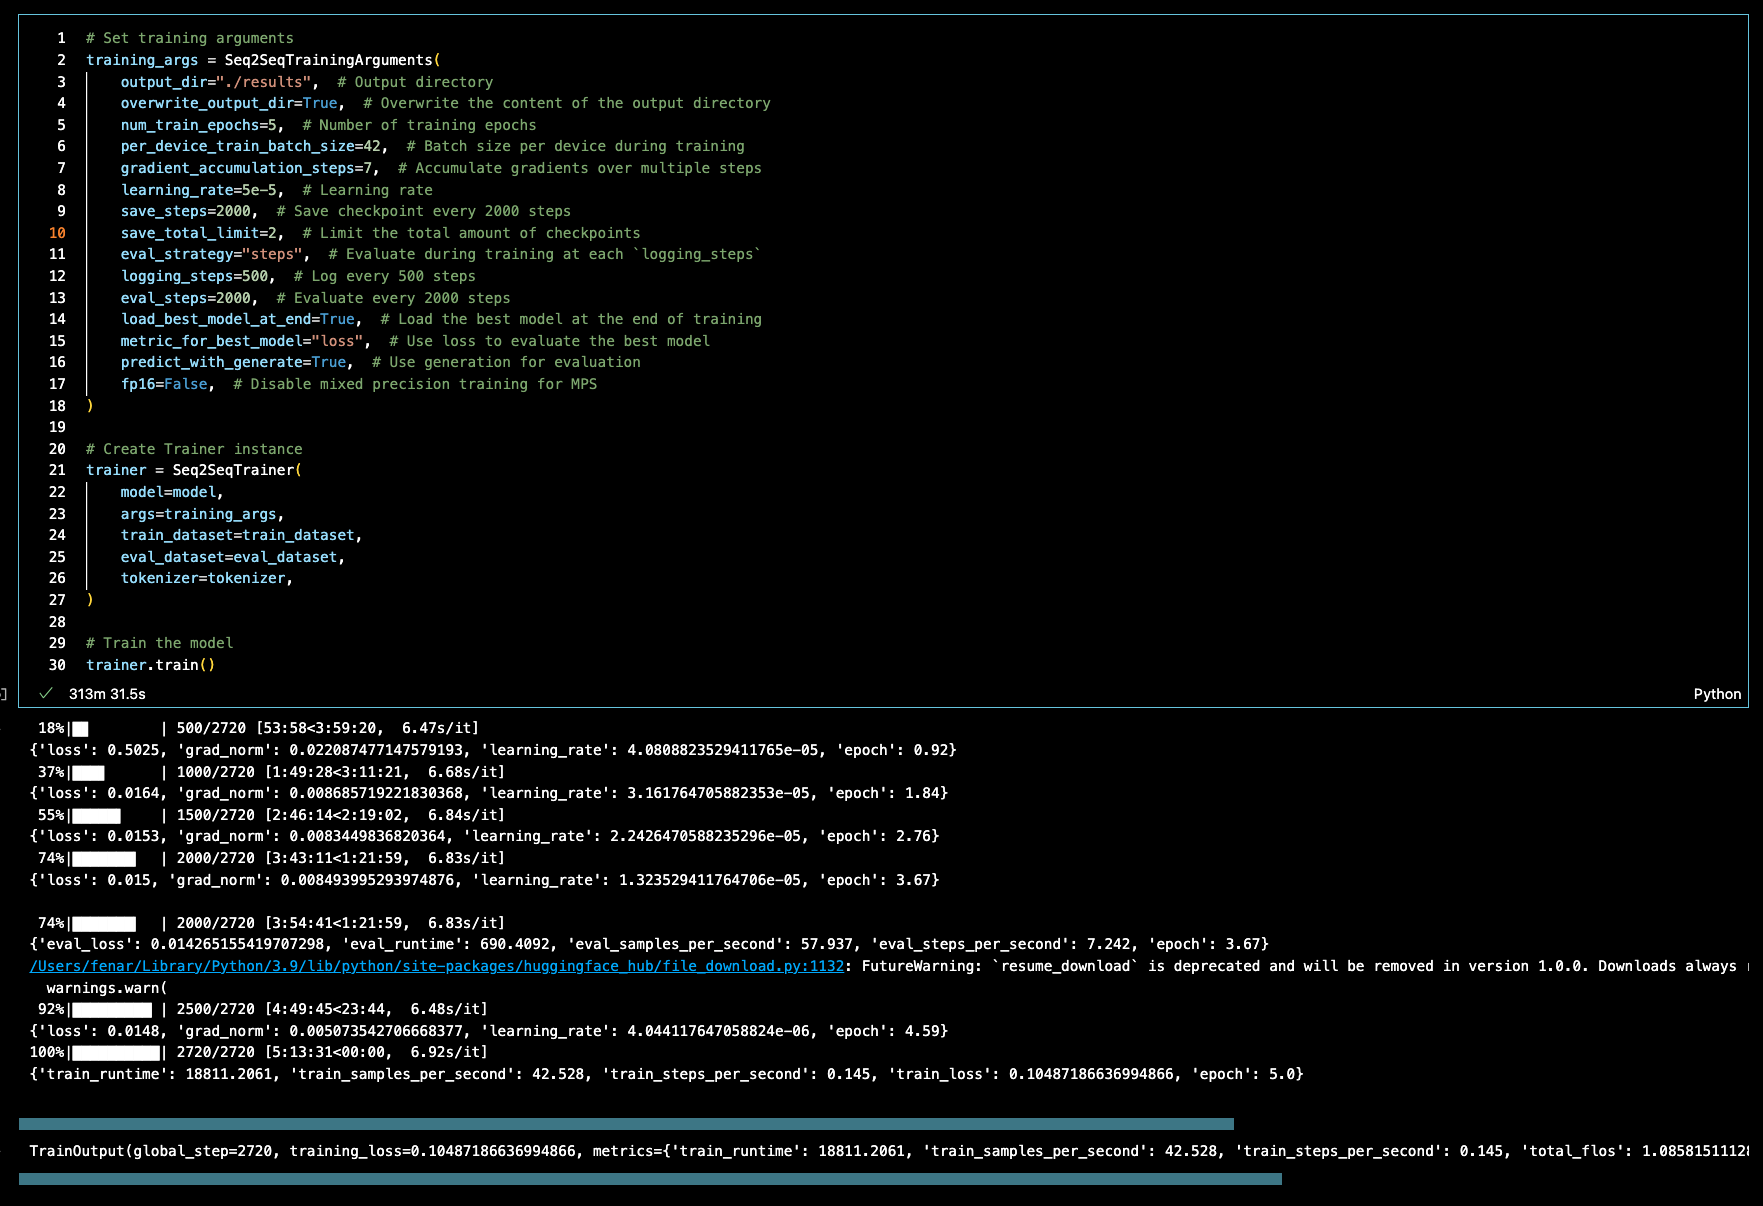 1 # Set training arguments
2 training_args = Seq2SeqTrainingArguments(
3 output_dir="./results", # Output directory
4 overwrite_output_dir=True, # Overwrite the content of the output directory
5 num_train_epochs=5, # Number of training epochs
6 per_device_train_batch_size=42, # Batch size per device during training
7 gradient_accumulation_steps=7, # Accumulate gradients over multiple steps
8 learning_rate=5e-5, # Learning rate
9 save_steps=2000, # Save checkpoint every 2000 steps
10 save_total_limit=2, # Limit the total amount of checkpoints
11 eval_strategy="steps", # Evaluate during training at each `logging_steps`
12 logging_steps=500, # Log every 500 steps
13 eval_steps=2000, # Evaluate every 2000 steps
14 load_best_model_at_end=True, # Load the best model at the end of training
15 metric_for_best_model="loss", # Use loss to evaluate the best model
16 predict_with_generate=True, # Use generation for evaluation
17 fp16=False, # Disable mixed precision training for MPS
18 )
19
20 # Create Trainer instance
21 trainer = Seq2SeqTrainer(
22 model=model,
23 args=training_args,
24 train_dataset=train_dataset,
25 eval_dataset=eval_dataset,
26 tokenizer=tokenizer,
27 )
28
29 # Train the model
30 trainer.train()
] ✓ 313m 31.5s Python
18%|██ | 500/2720 [53:58<3:59:20, 6.47s/it]
{'loss': 0.5025, 'grad_norm': 0.022087477147579193, 'learning_rate': 4.0808823529411765e-05, 'epoch': 0.92}
37%|████ | 1000/2720 [1:49:28<3:11:21, 6.68s/it]
{'loss': 0.0164, 'grad_norm': 0.008685719221830368, 'learning_rate': 3.161764705882353e-05, 'epoch': 1.84}
55%|██████ | 1500/2720 [2:46:14<2:19:02, 6.84s/it]
{'loss': 0.0153, 'grad_norm': 0.0083449836820364, 'learning_rate': 2.2426470588235296e-05, 'epoch': 2.76}
74%|████████ | 2000/2720 [3:43:11<1:21:59, 6.83s/it]
{'loss': 0.015, 'grad_norm': 0.008493995293974876, 'learning_rate': 1.323529411764706e-05, 'epoch': 3.67}
74%|████████ | 2000/2720 [3:54:41<1:21:59, 6.83s/it]
{'eval_loss': 0.014265155419707298, 'eval_runtime': 690.4092, 'eval_samples_per_second': 57.937, 'eval_steps_per_second': 7.242, 'epoch': 3.67}
/Users/fenar/Library/Python/3.9/lib/python/site-packages/huggingface_hub/file_download.py:1132: FutureWarning: `resume_download` is deprecated and will be removed in version 1.0.0. Downloads always
warnings.warn(
92%|██████████ | 2500/2720 [4:49:45<23:44, 6.48s/it]
{'loss': 0.0148, 'grad_norm': 0.005073542706668377, 'learning_rate': 4.044117647058824e-06, 'epoch': 4.59}
100%|███████████| 2720/2720 [5:13:31<00:00, 6.92s/it]
{'train_runtime': 18811.2061, 'train_samples_per_second': 42.528, 'train_steps_per_second': 0.145, 'train_loss': 0.10487186636994866, 'epoch': 5.0}
TrainOutput(global_step=2720, training_loss=0.10487186636994866, metrics={'train_runtime': 18811.2061, 'train_samples_per_second': 42.528, 'train_steps_per_second': 0.145, 'total_flos': 1.0858151112